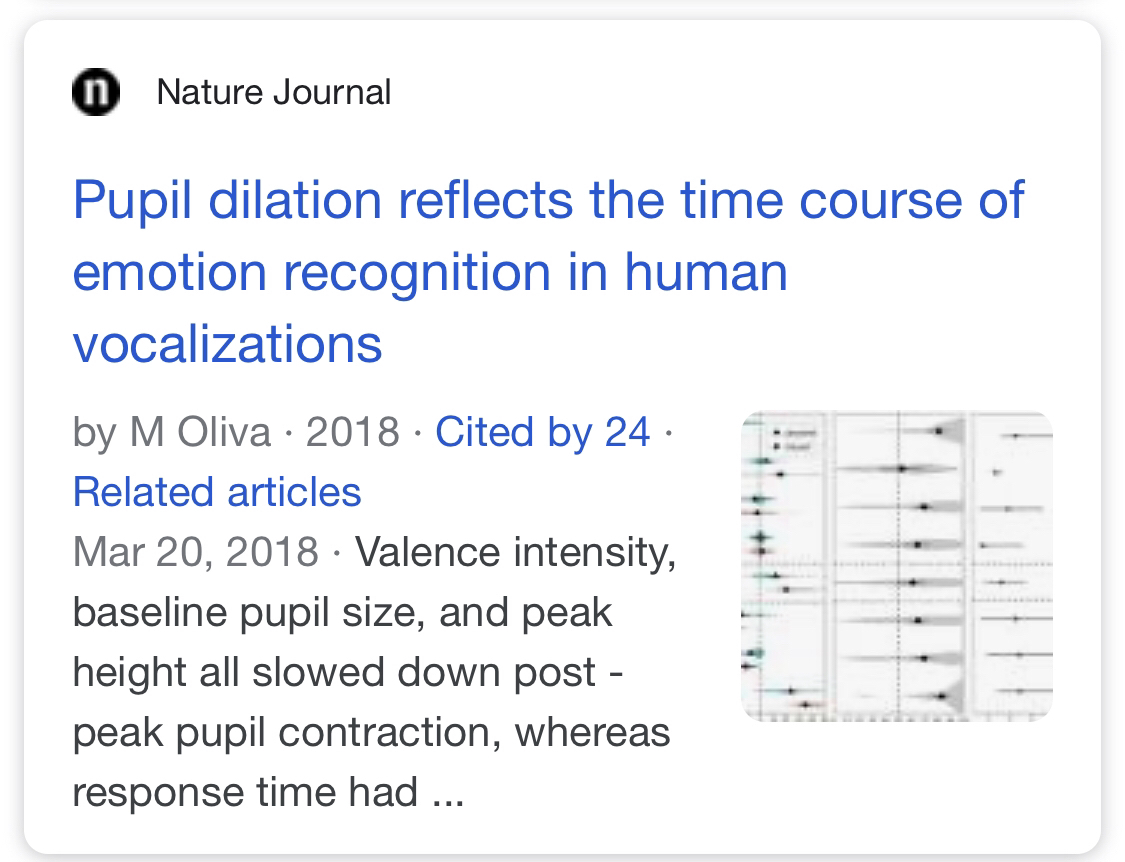 n
Nature Journal
Pupil dilation reflects the time course of
emotion recognition in human
vocalizations
by M Oliva · 2018 · Cited by 24 ·
Related articles
Mar 20, 2018 · Valence intensity,
baseline pupil size, and peak
height all slowed down post -
peak pupil contraction, whereas
response time had ...